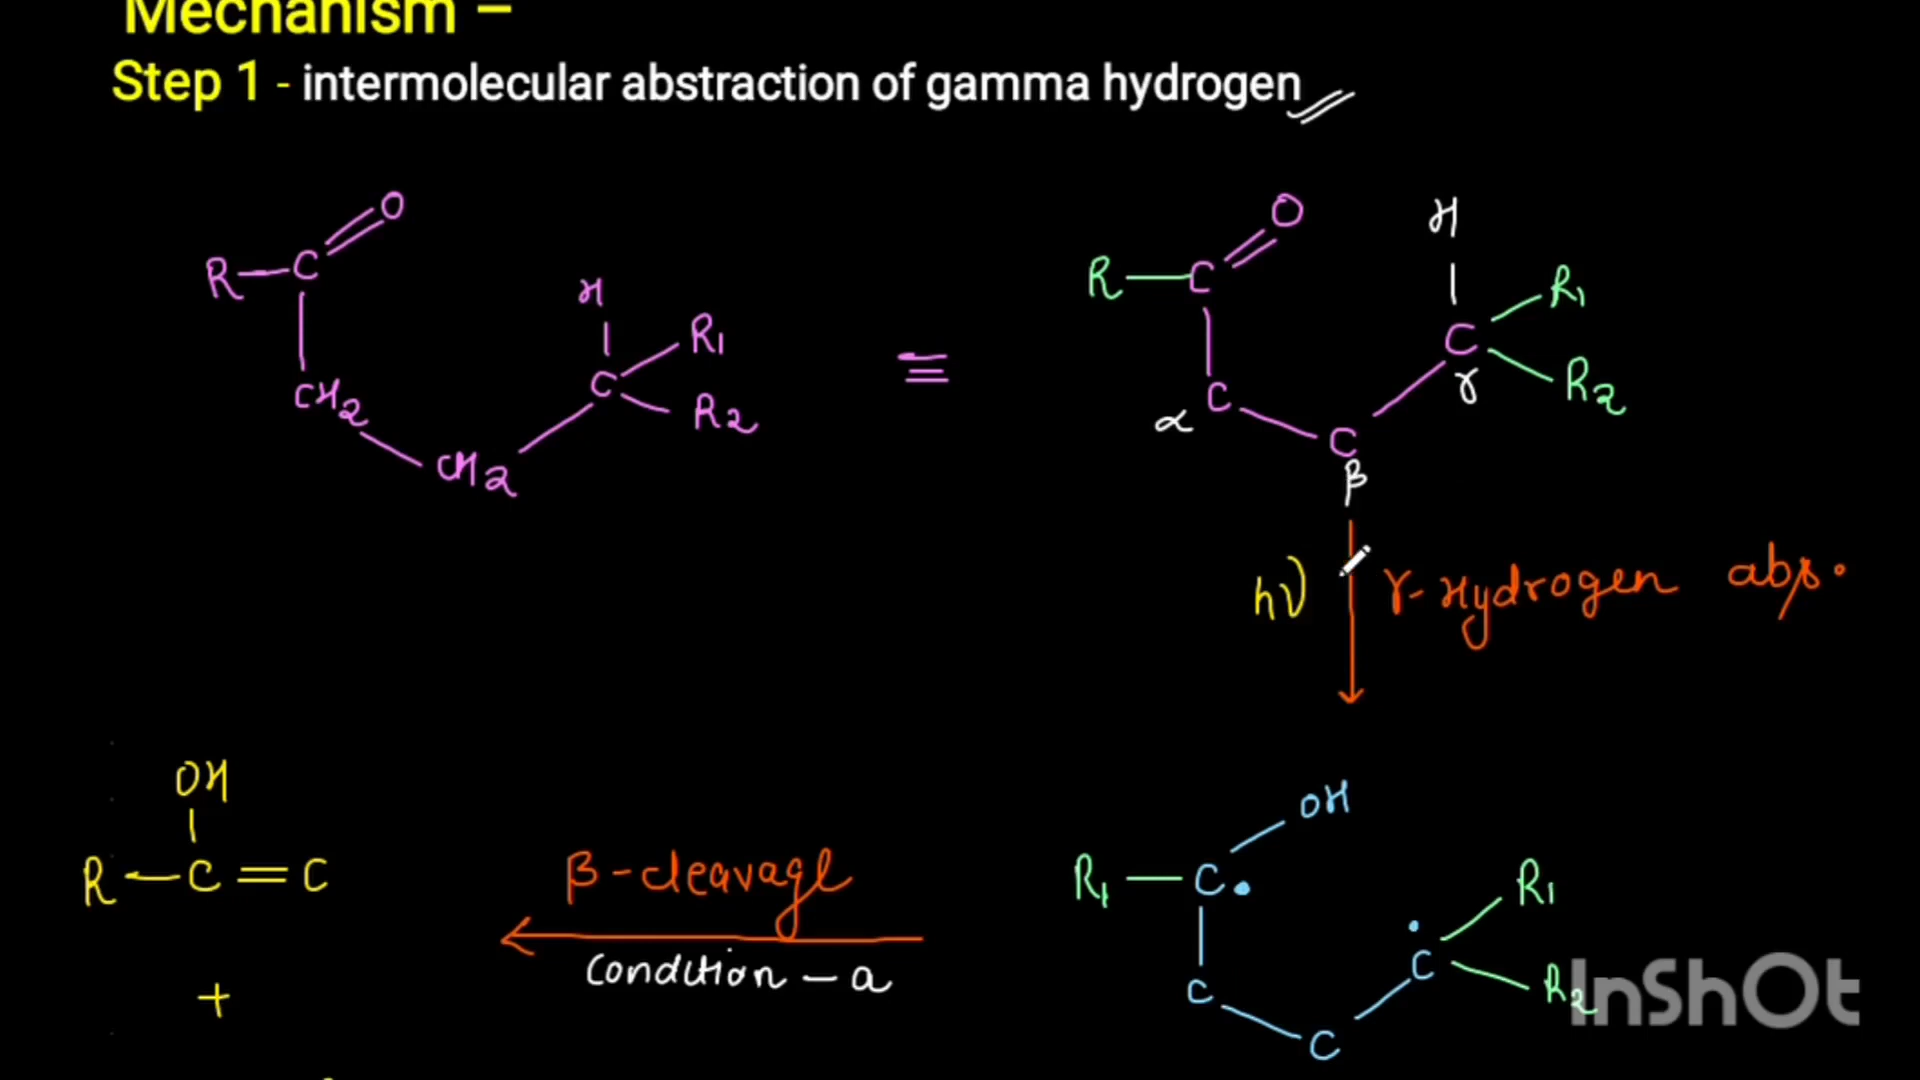 Mechanism –
Step 1 - intermolecular abstraction of gamma hydrogen
O
R C
H
R1
C
R2
CH2
CH2
≡
O
H
R C
R1
C
γ
R2
C
α
C
β
hν γ-Hydrogen abs.
OH
R-C=C
+
β-cleavage
Condition - a
OH
R1-C•
R1
•
C
R2
C
C
InShOt